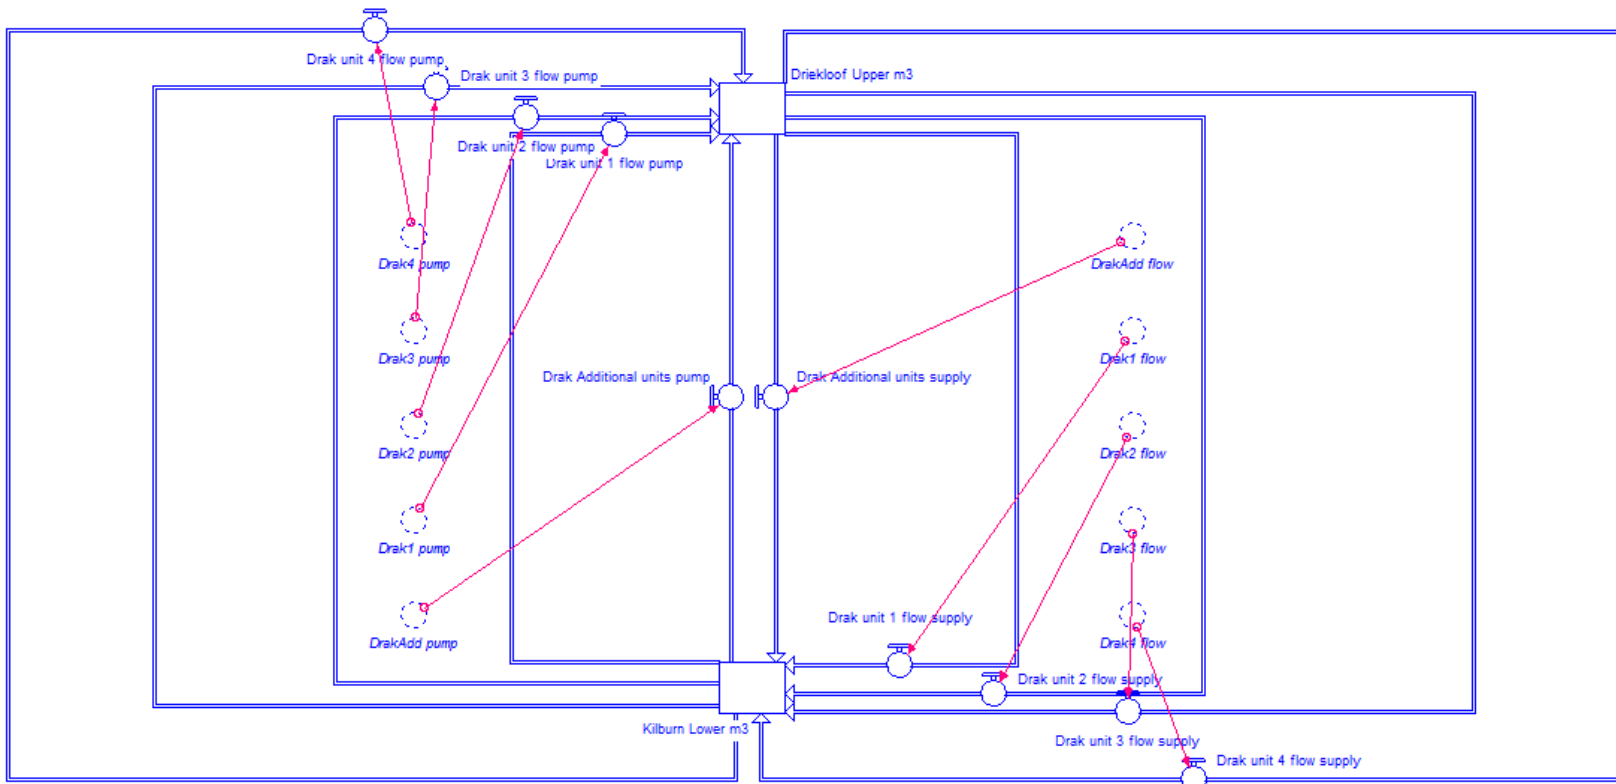 Drak unit 4 flow pump
Drak unit 3 flow pump
Driekloof Upper m3
Drak unit 2 flow pump
Drak unit 1 flow pump
Drak4 pump
DrakAdd flow
Drak3 pump
Drak1 flow
Drak Additional units pump
Drak Additional units supply
Drak2 pump
Drak2 flow
Drak1 pump
Drak3 flow
DrakAdd pump
Drak unit 1 flow supply
Drak4 flow
Drak unit 2 flow supply
Kilburn Lower m3
Drak unit 3 flow supply
Drak unit 4 flow supply